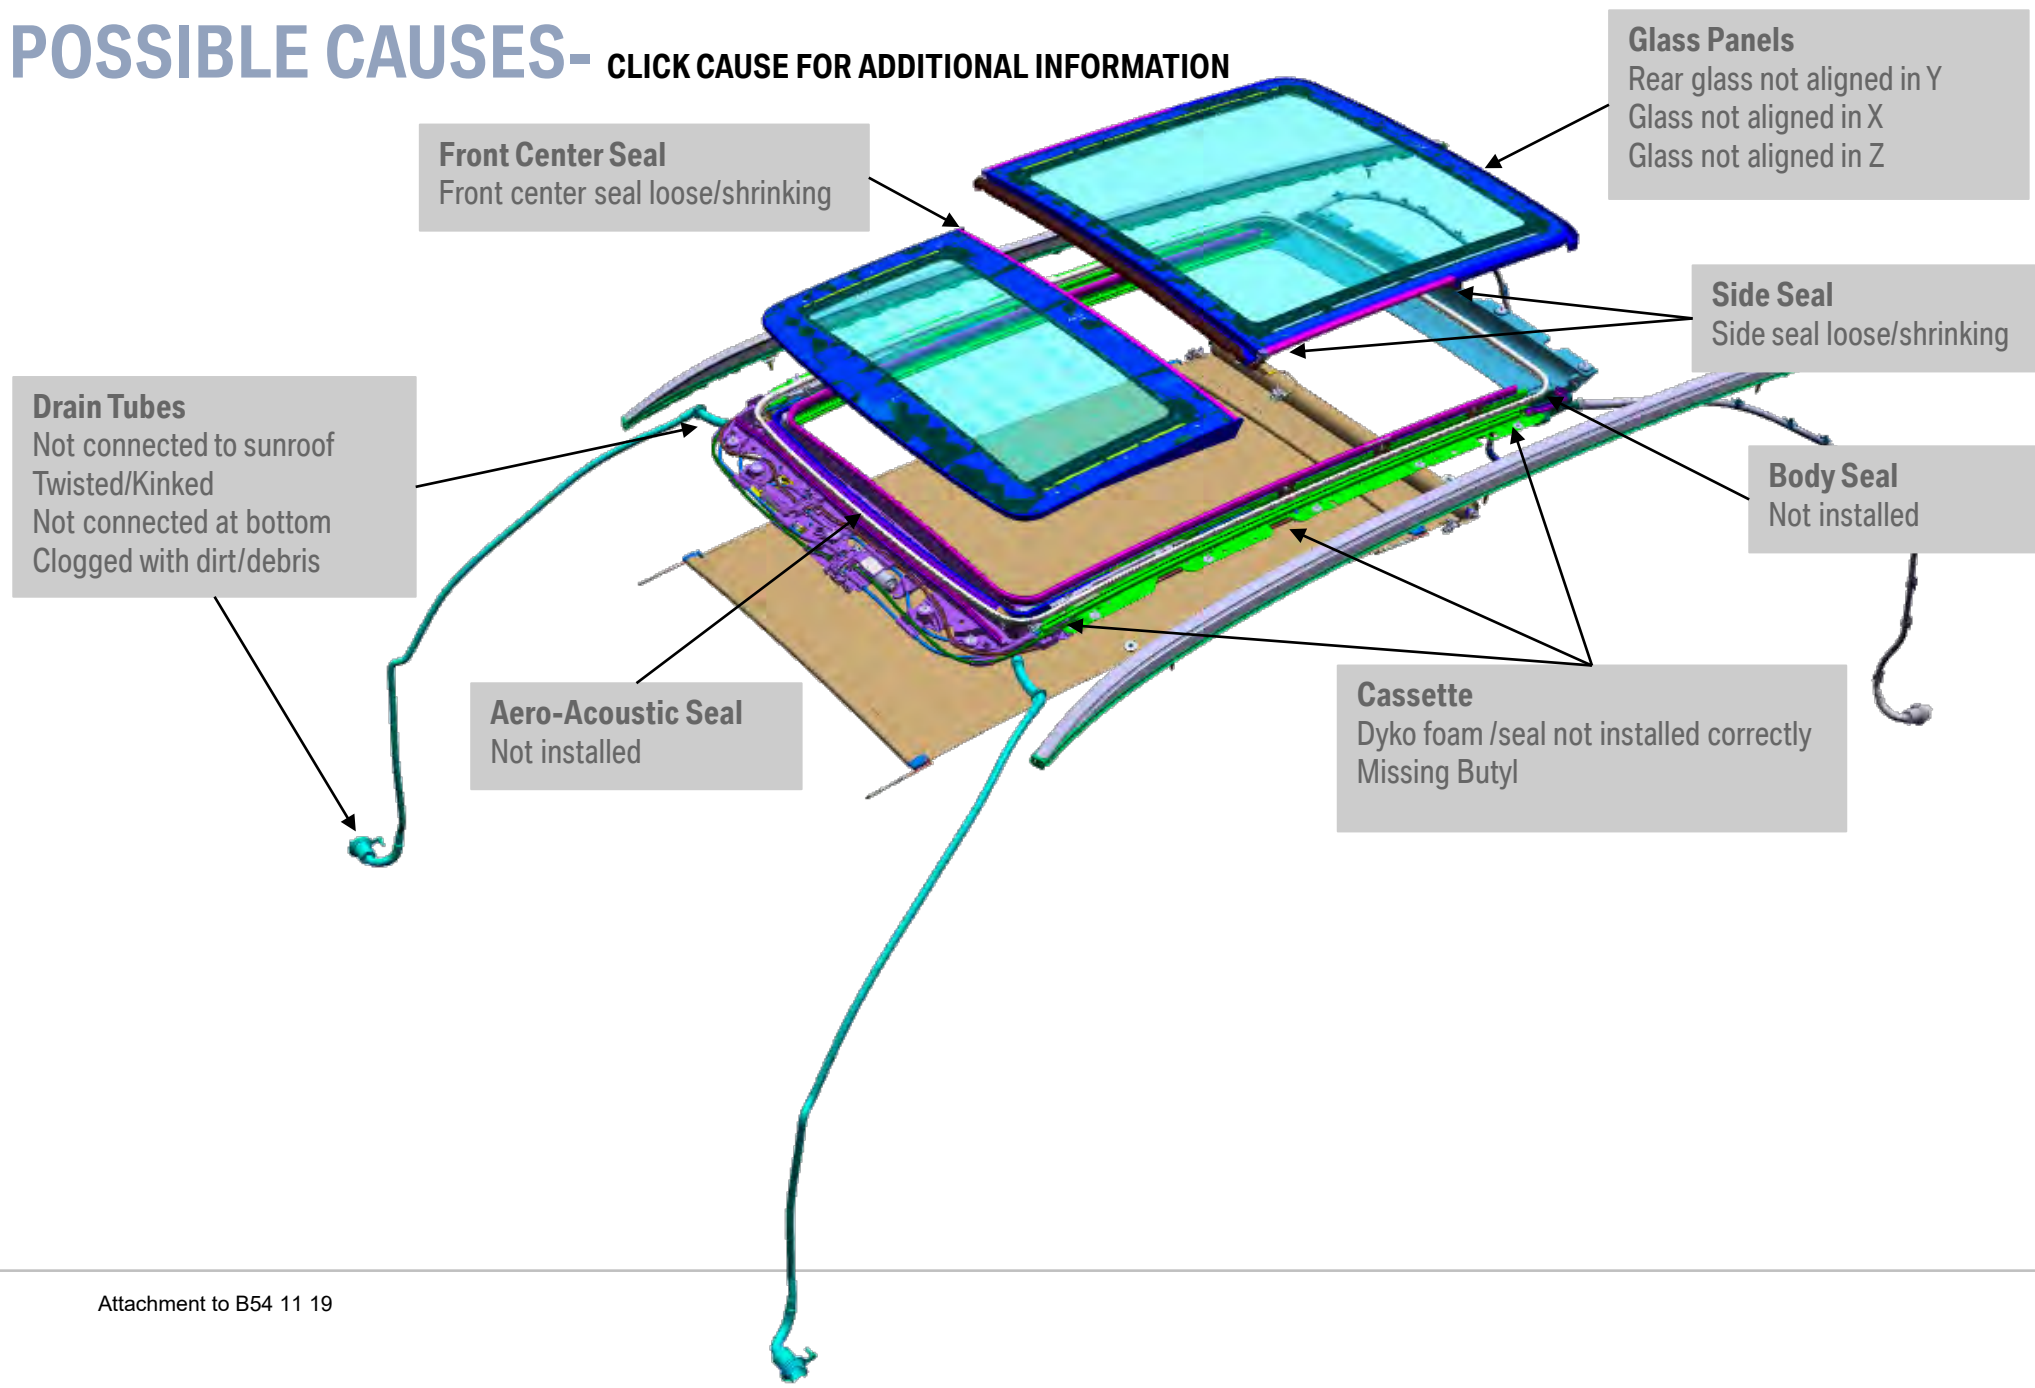 POSSIBLE CAUSES- CLICK CAUSE FOR ADDITIONAL INFORMATION
Glass Panels
Rear glass not aligned in Y
Glass not aligned in X
Glass not aligned in Z
Front Center Seal
Front center seal loose/shrinking
Side Seal
Side seal loose/shrinking
Drain Tubes
Not connected to sunroof
Twisted/Kinked
Not connected at bottom
Clogged with dirt/debris
Body Seal
Not installed
Aero-Acoustic Seal
Not installed
Cassette
Dyko foam /seal not installed correctly
Missing Butyl
Attachment to B54 11 19